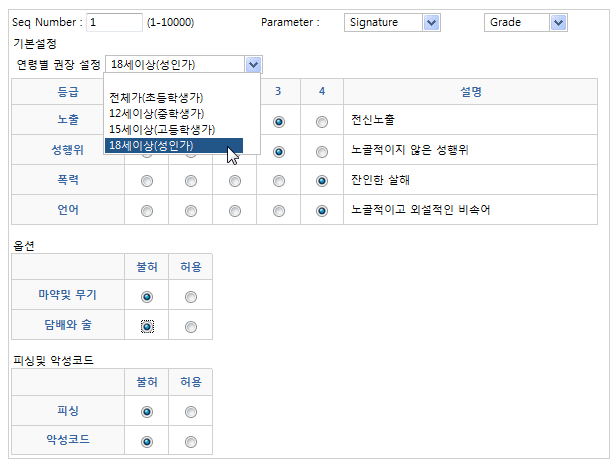 Seq Number : 1 (1-10000) Parameter : Signature Grade
기본설정
연령별 권장 설정 18세이상(성인가)
전체가(초등학생가)
12세이상(중학생가)
15세이상(고등학생가)
18세이상(성인가)
등급 3 4 설명
노출 전신노출
성행위 노골적이지 않은 성행위
폭력 잔인한 살해
언어 노골적이고 외설적인 비속어
옵션
불허 허용
마약및 무기
담배와 술
피싱및 악성코드
불허 허용
피싱
악성코드